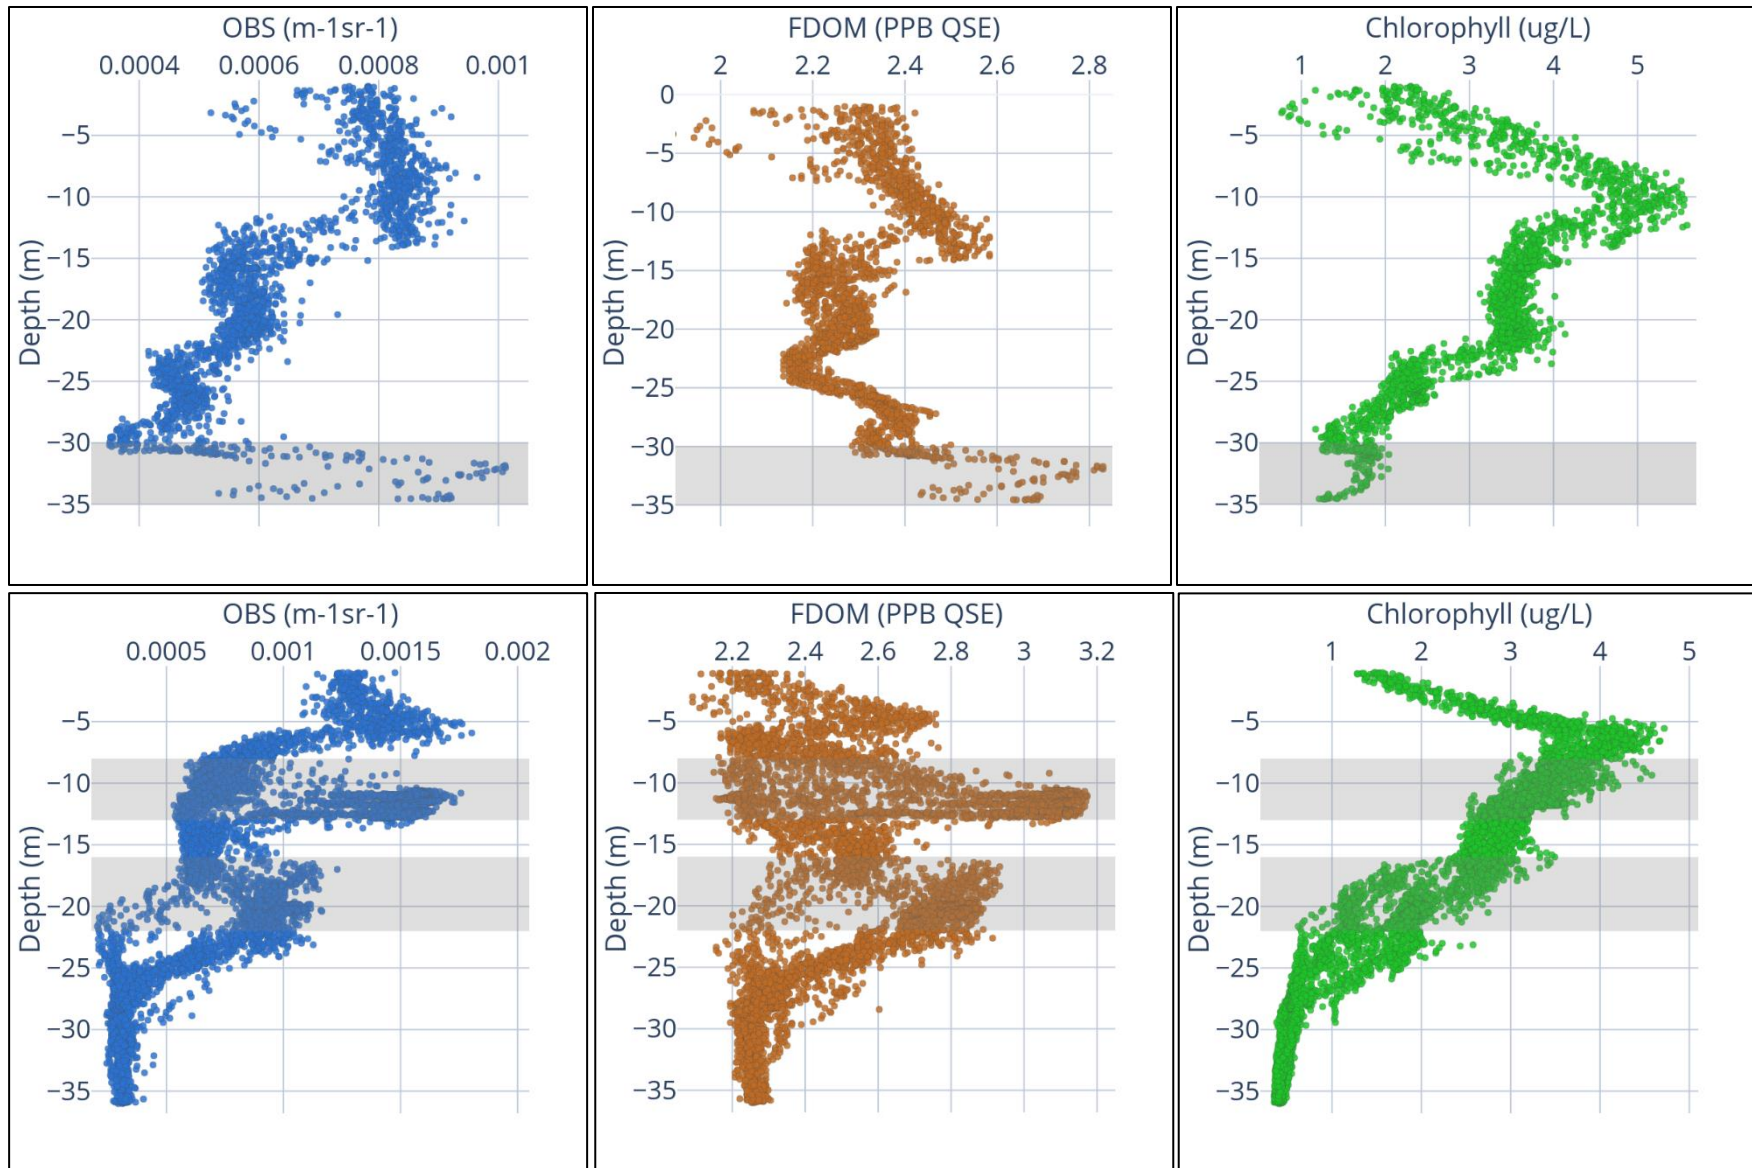 OBS (m-1sr-1)
0.0004 0.0006 0.0008 0.001
−5
−10
−15
−20
−25
−30
−35
Depth (m)
FDOM (PPB QSE)
2 2.2 2.4 2.6 2.8
0
−5
−10
−15
−20
−25
−30
−35
Depth (m)
Chlorophyll (ug/L)
1 2 3 4 5
−5
−10
−15
−20
−25
−30
−35
Depth (m)
OBS (m-1sr-1)
0.0005 0.001 0.0015 0.002
−5
−10
−15
−20
−25
−30
−35
Depth (m)
FDOM (PPB QSE)
2.2 2.4 2.6 2.8 3 3.2
−5
−10
−15
−20
−25
−30
−35
Depth (m)
Chlorophyll (ug/L)
1 2 3 4 5
−5
−10
−15
−20
−25
−30
−35
Depth (m)